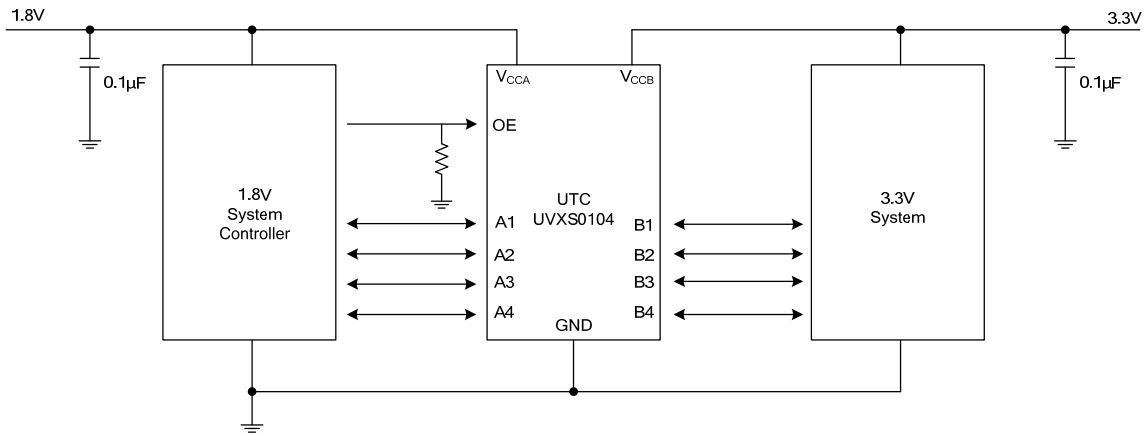 1.8V
3.3V
0.1µF
0.1µF
VCCA
VCCB
OE
1.8V
System
Controller
UTC
UVXS0104
3.3V
System
A1
A2
A3
A4
B1
B2
B3
B4
GND